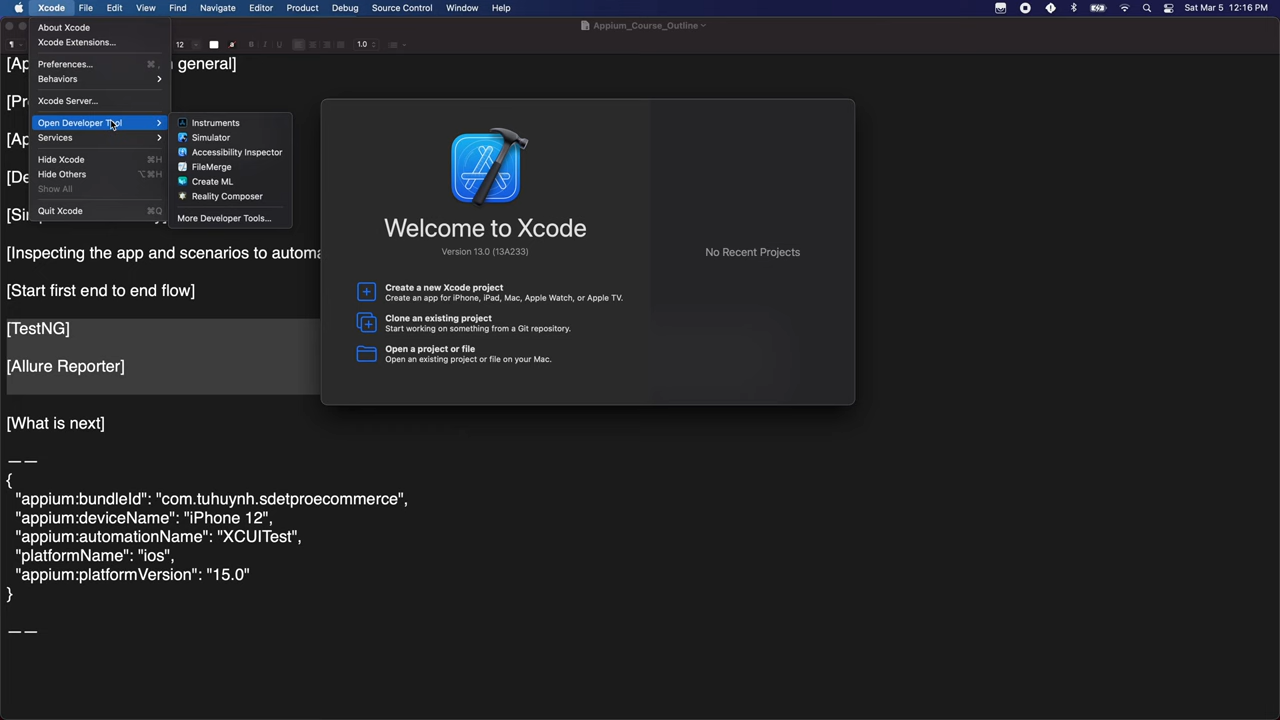 Xcode File Edit View Find Navigate Editor Product Debug Source Control Window Help Sat Mar 5 12:16 PM
Appium_Course_Outline
¶ 12 B I U 1.0
About Xcode
Xcode Extensions...
Preferences... ⌘ ,
Behaviors
Xcode Server...
Open Developer Tool
Services
Hide Xcode ⌘H
Hide Others ⌥⌘H
Show All
Quit Xcode ⌘Q
Instruments
Simulator
Accessibility Inspector
FileMerge
Create ML
Reality Composer
More Developer Tools...
general]
[Inspecting the app and scenarios to automa
[Start first end to end flow]
[TestNG]
[Allure Reporter]
[What is next]
— —
{
"appium:bundleId": "com.tuhuynh.sdetproecommerce",
"appium:deviceName": "iPhone 12",
"appium:automationName": "XCUITest",
"platformName": "ios",
"appium:platformVersion": "15.0"
}
— —
Welcome to Xcode
Version 13.0 (13A233)
Create a new Xcode project
Create an app for iPhone, iPad, Mac, Apple Watch, or Apple TV.
Clone an existing project
Start working on something from a Git repository.
Open a project or file
Open an existing project or file on your Mac.
No Recent Projects